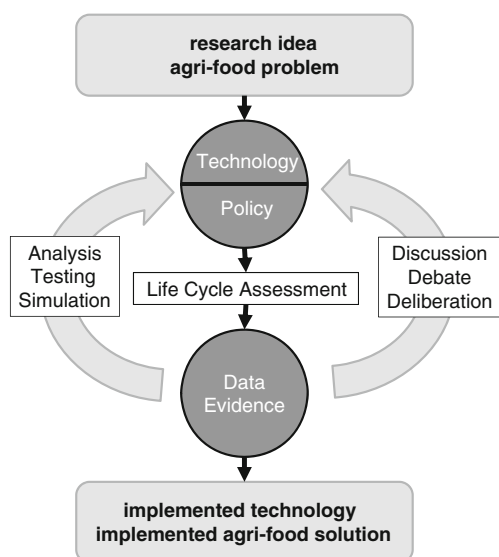 research idea
agri-food problem
Technology
Policy
Analysis
Testing
Simulation
Life Cycle Assessment
Discussion
Debate
Deliberation
Data
Evidence
implemented technology
implemented agri-food solution